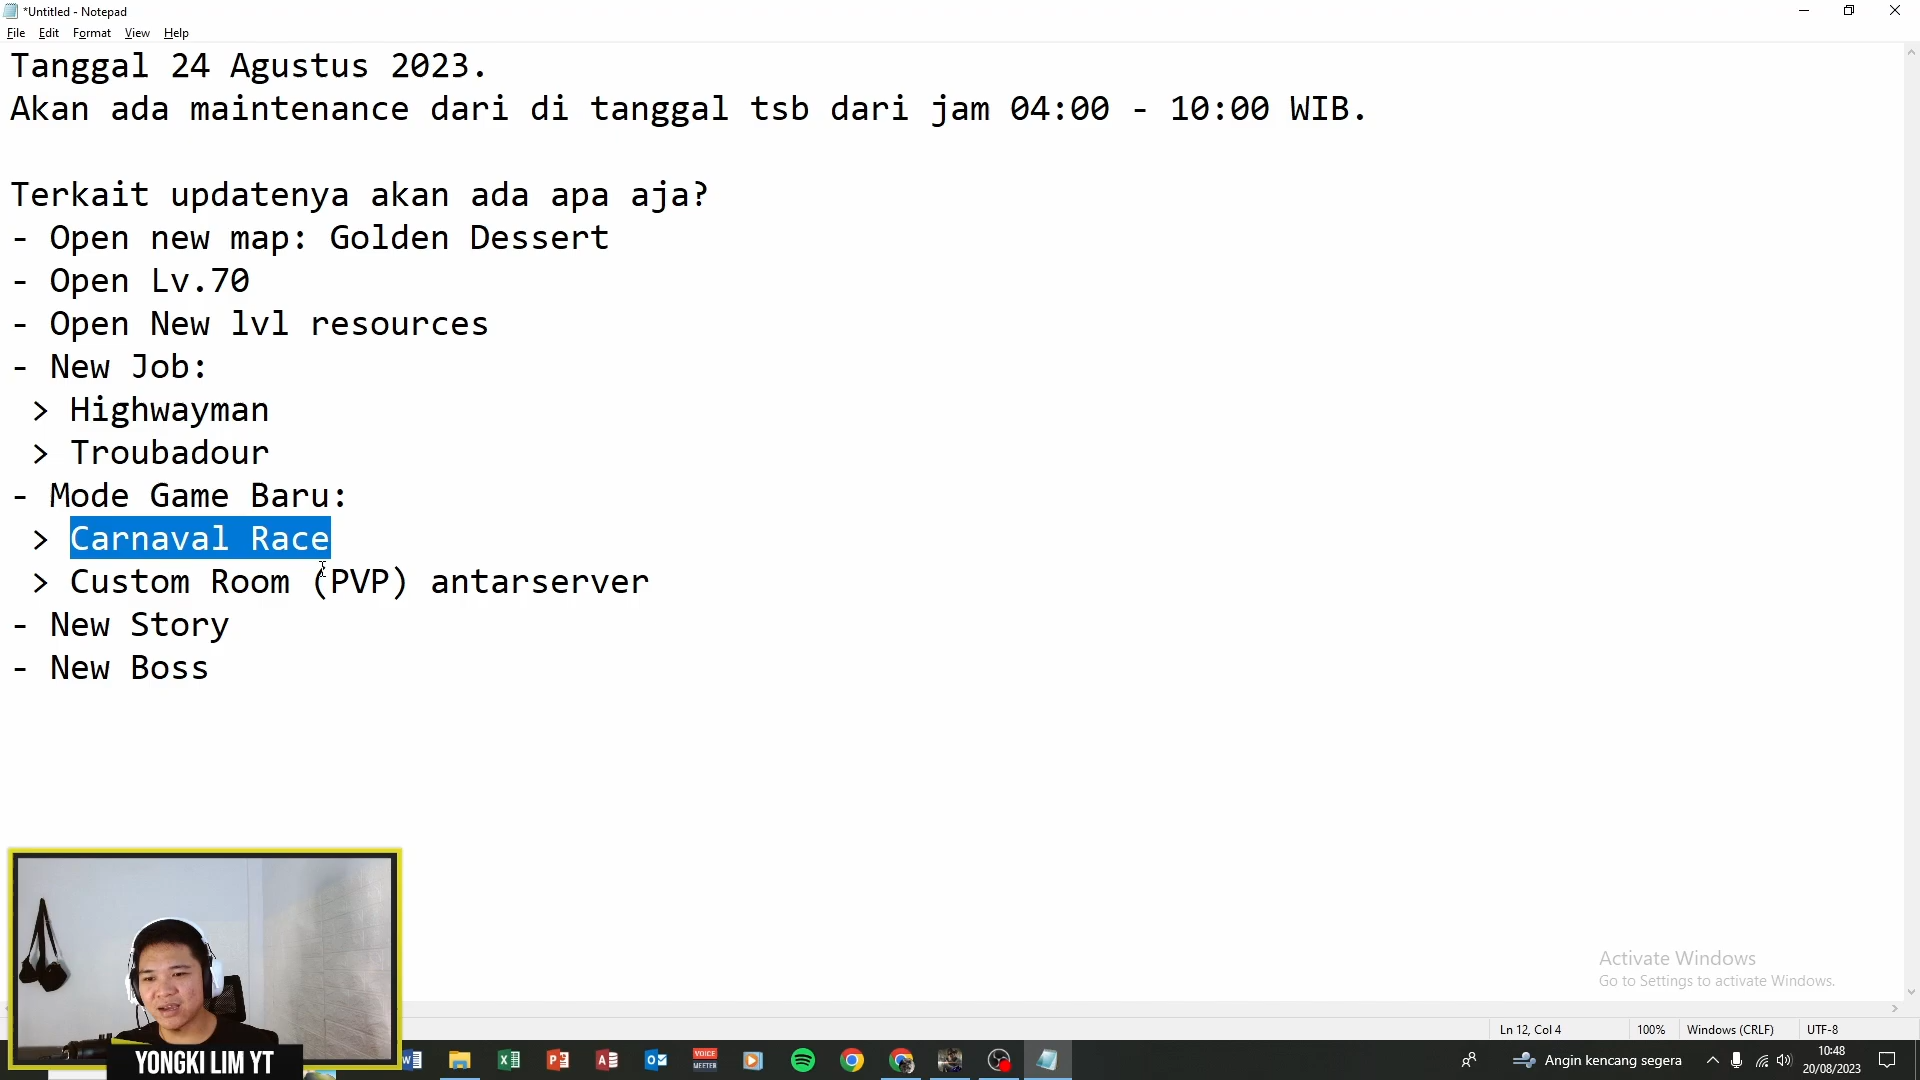 *Untitled - Notepad
File Edit Format View Help
Tanggal 24 Agustus 2023.
Akan ada maintenance dari di tanggal tsb dari jam 04:00 - 10:00 WIB.
Terkait updatenya akan ada apa aja?
- Open new map: Golden Dessert
- Open Lv.70
- Open New lvl resources
- New Job:
> Highwayman
> Troubadour
- Mode Game Baru:
> Carnaval Race
> Custom Room (PVP) antarserver
- New Story
- New Boss
Activate Windows
Go to Settings to activate Windows.
Ln 12, Col 4 100% Windows (CRLF) UTF-8
YONGKI LIM YT
VOICE
MEETER
Angin kencang segera
10:48
20/08/2023